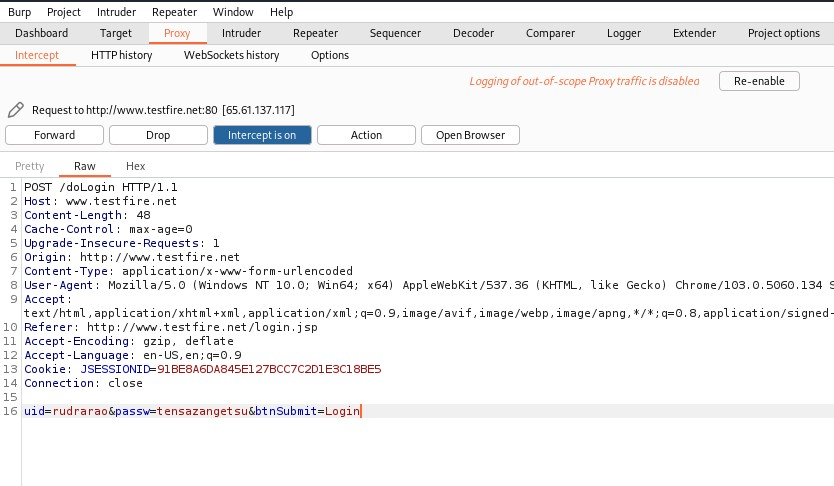 Burp Project Intruder Repeater Window Help
Dashboard Target Proxy Intruder Repeater Sequencer Decoder Comparer Logger Extender Project options
Intercept HTTP history WebSockets history Options
Logging of out-of-scope Proxy traffic is disabled Re-enable
Request to http://www.testfire.net:80 [65.61.137.117]
Forward Drop Intercept is on Action Open Browser
Pretty Raw Hex
1 POST /doLogin HTTP/1.1
2 Host: www.testfire.net
3 Content-Length: 48
4 Cache-Control: max-age=0
5 Upgrade-Insecure-Requests: 1
6 Origin: http://www.testfire.net
7 Content-Type: application/x-www-form-urlencoded
8 User-Agent: Mozilla/5.0 (Windows NT 10.0; Win64; x64) AppleWebKit/537.36 (KHTML, like Gecko) Chrome/103.0.5060.134 S
9 Accept:
text/html,application/xhtml+xml,application/xml;q=0.9,image/avif,image/webp,image/apng,*/*;q=0.8,application/signed-
10 Referer: http://www.testfire.net/login.jsp
11 Accept-Encoding: gzip, deflate
12 Accept-Language: en-US,en;q=0.9
13 Cookie: JSESSIONID=91BE8A6DA845E127BCC7C2D1E3C18BE5
14 Connection: close
15
16 uid=rudrarao&passw=tensazangetsu&btnSubmit=Login